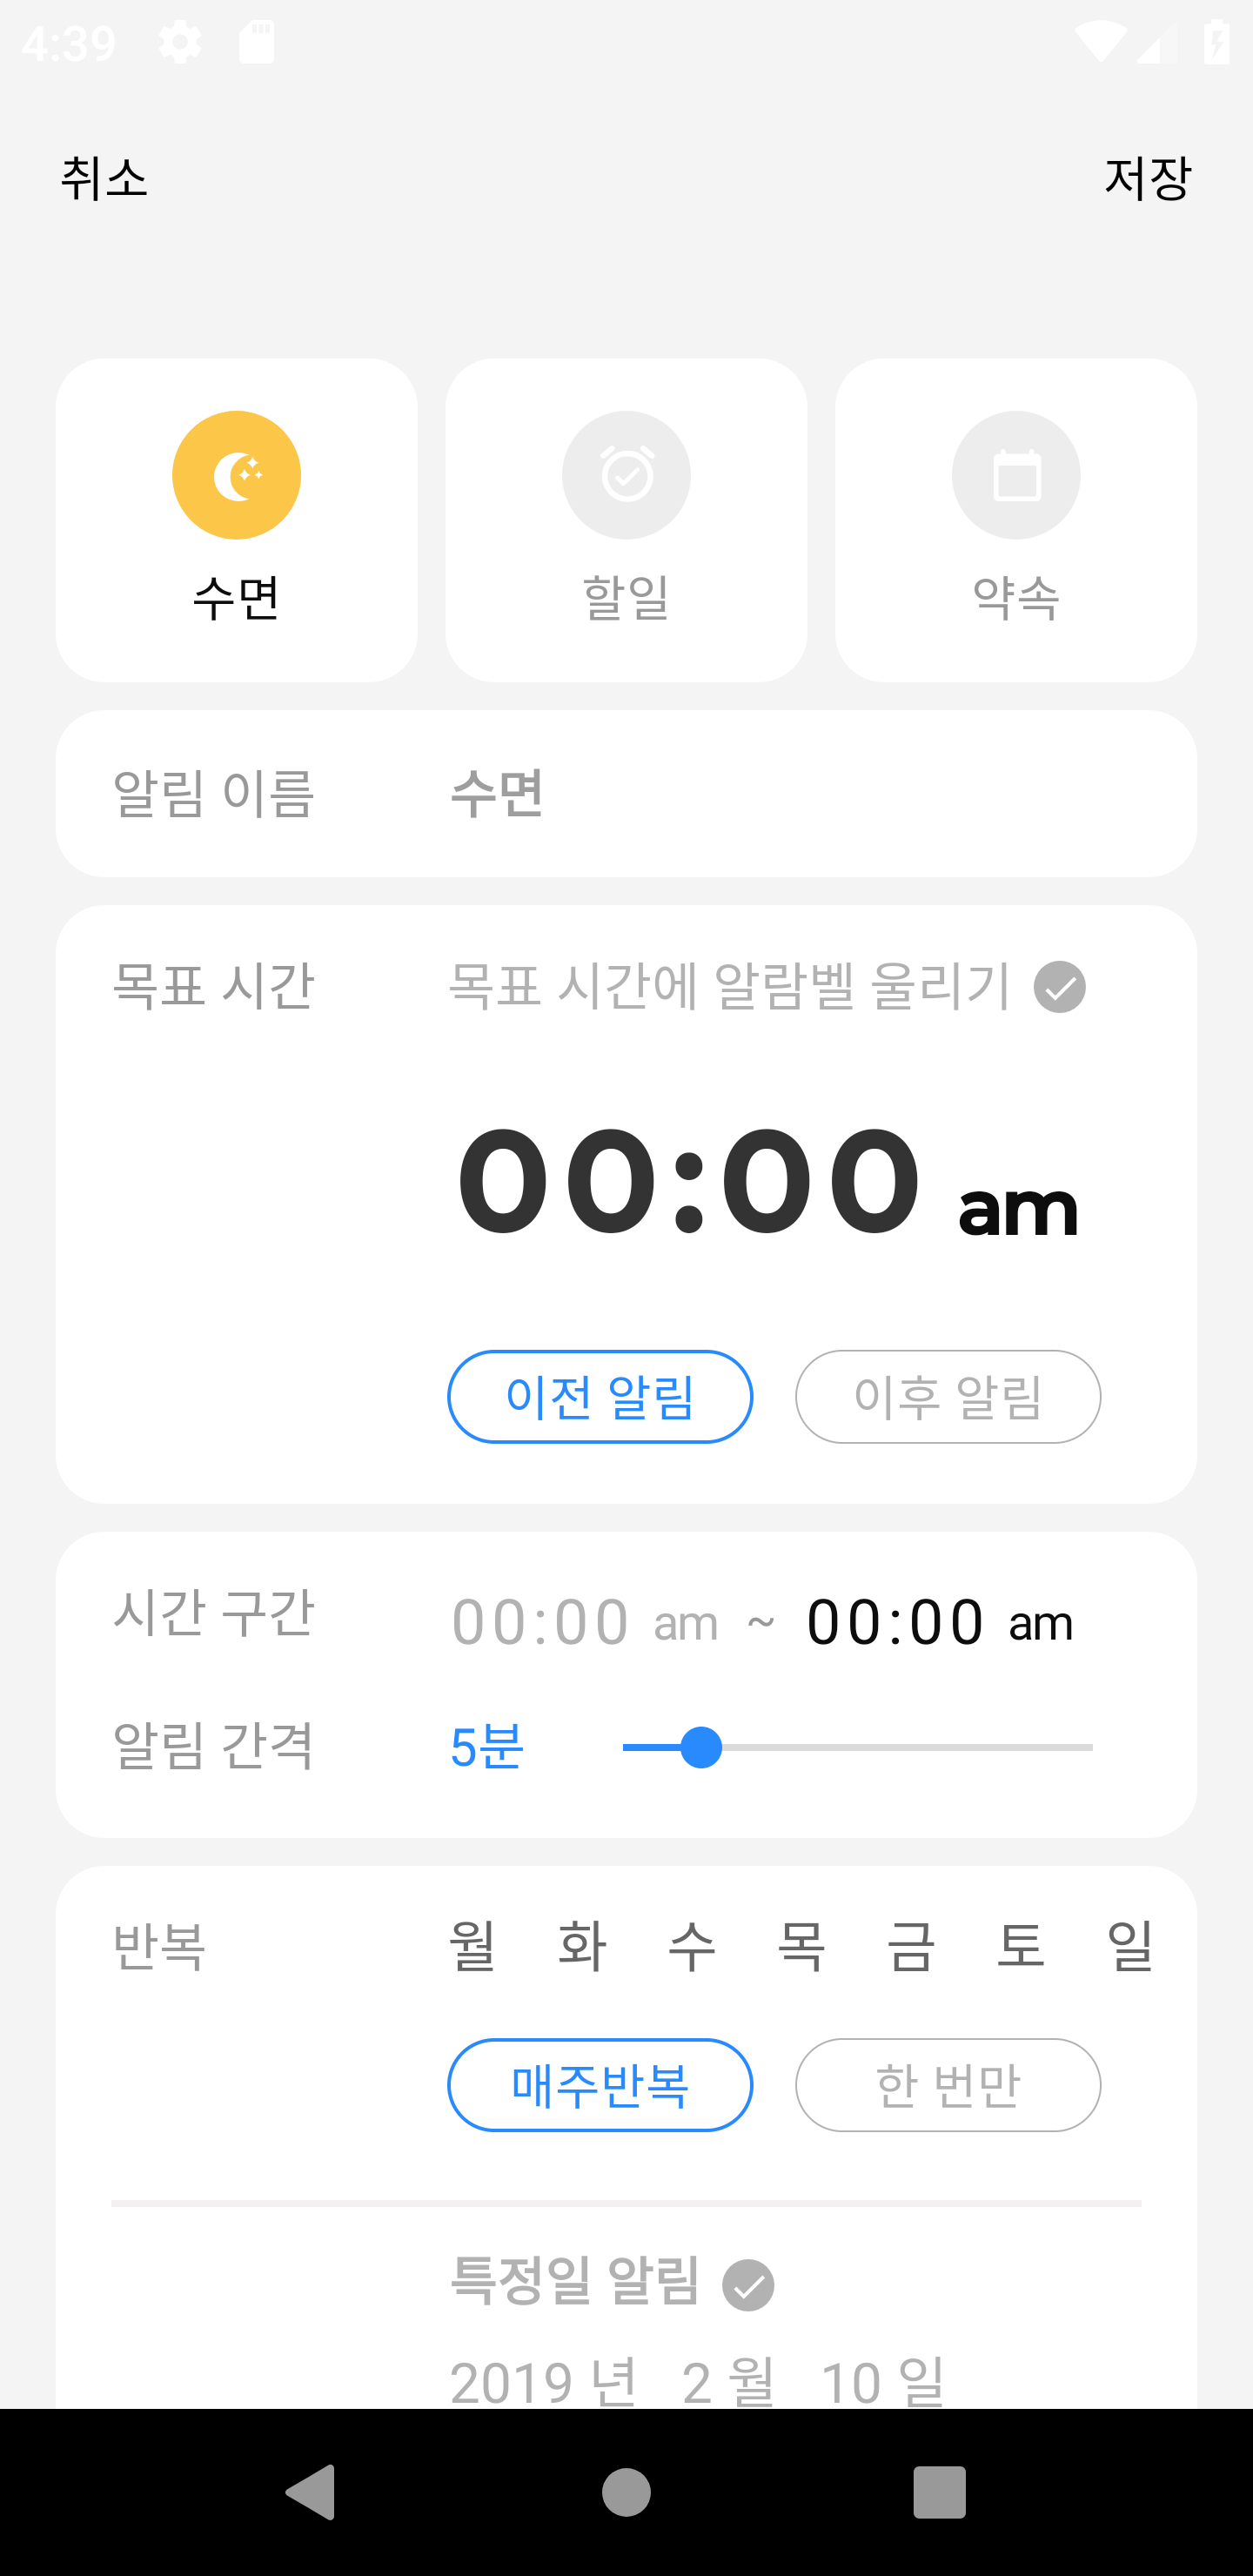 4:39
취소 저장
수면 할일 약속
알림 이름 수면
목표 시간 목표 시간에 알람벨 울리기
00:00 am
이전 알림 이후 알림
시간 구간 00:00 am ~ 00:00 am
알림 간격 5분
반복 월 화 수 목 금 토 일
매주반복 한 번만
특정일 알림
2019 년 2 월 10 일